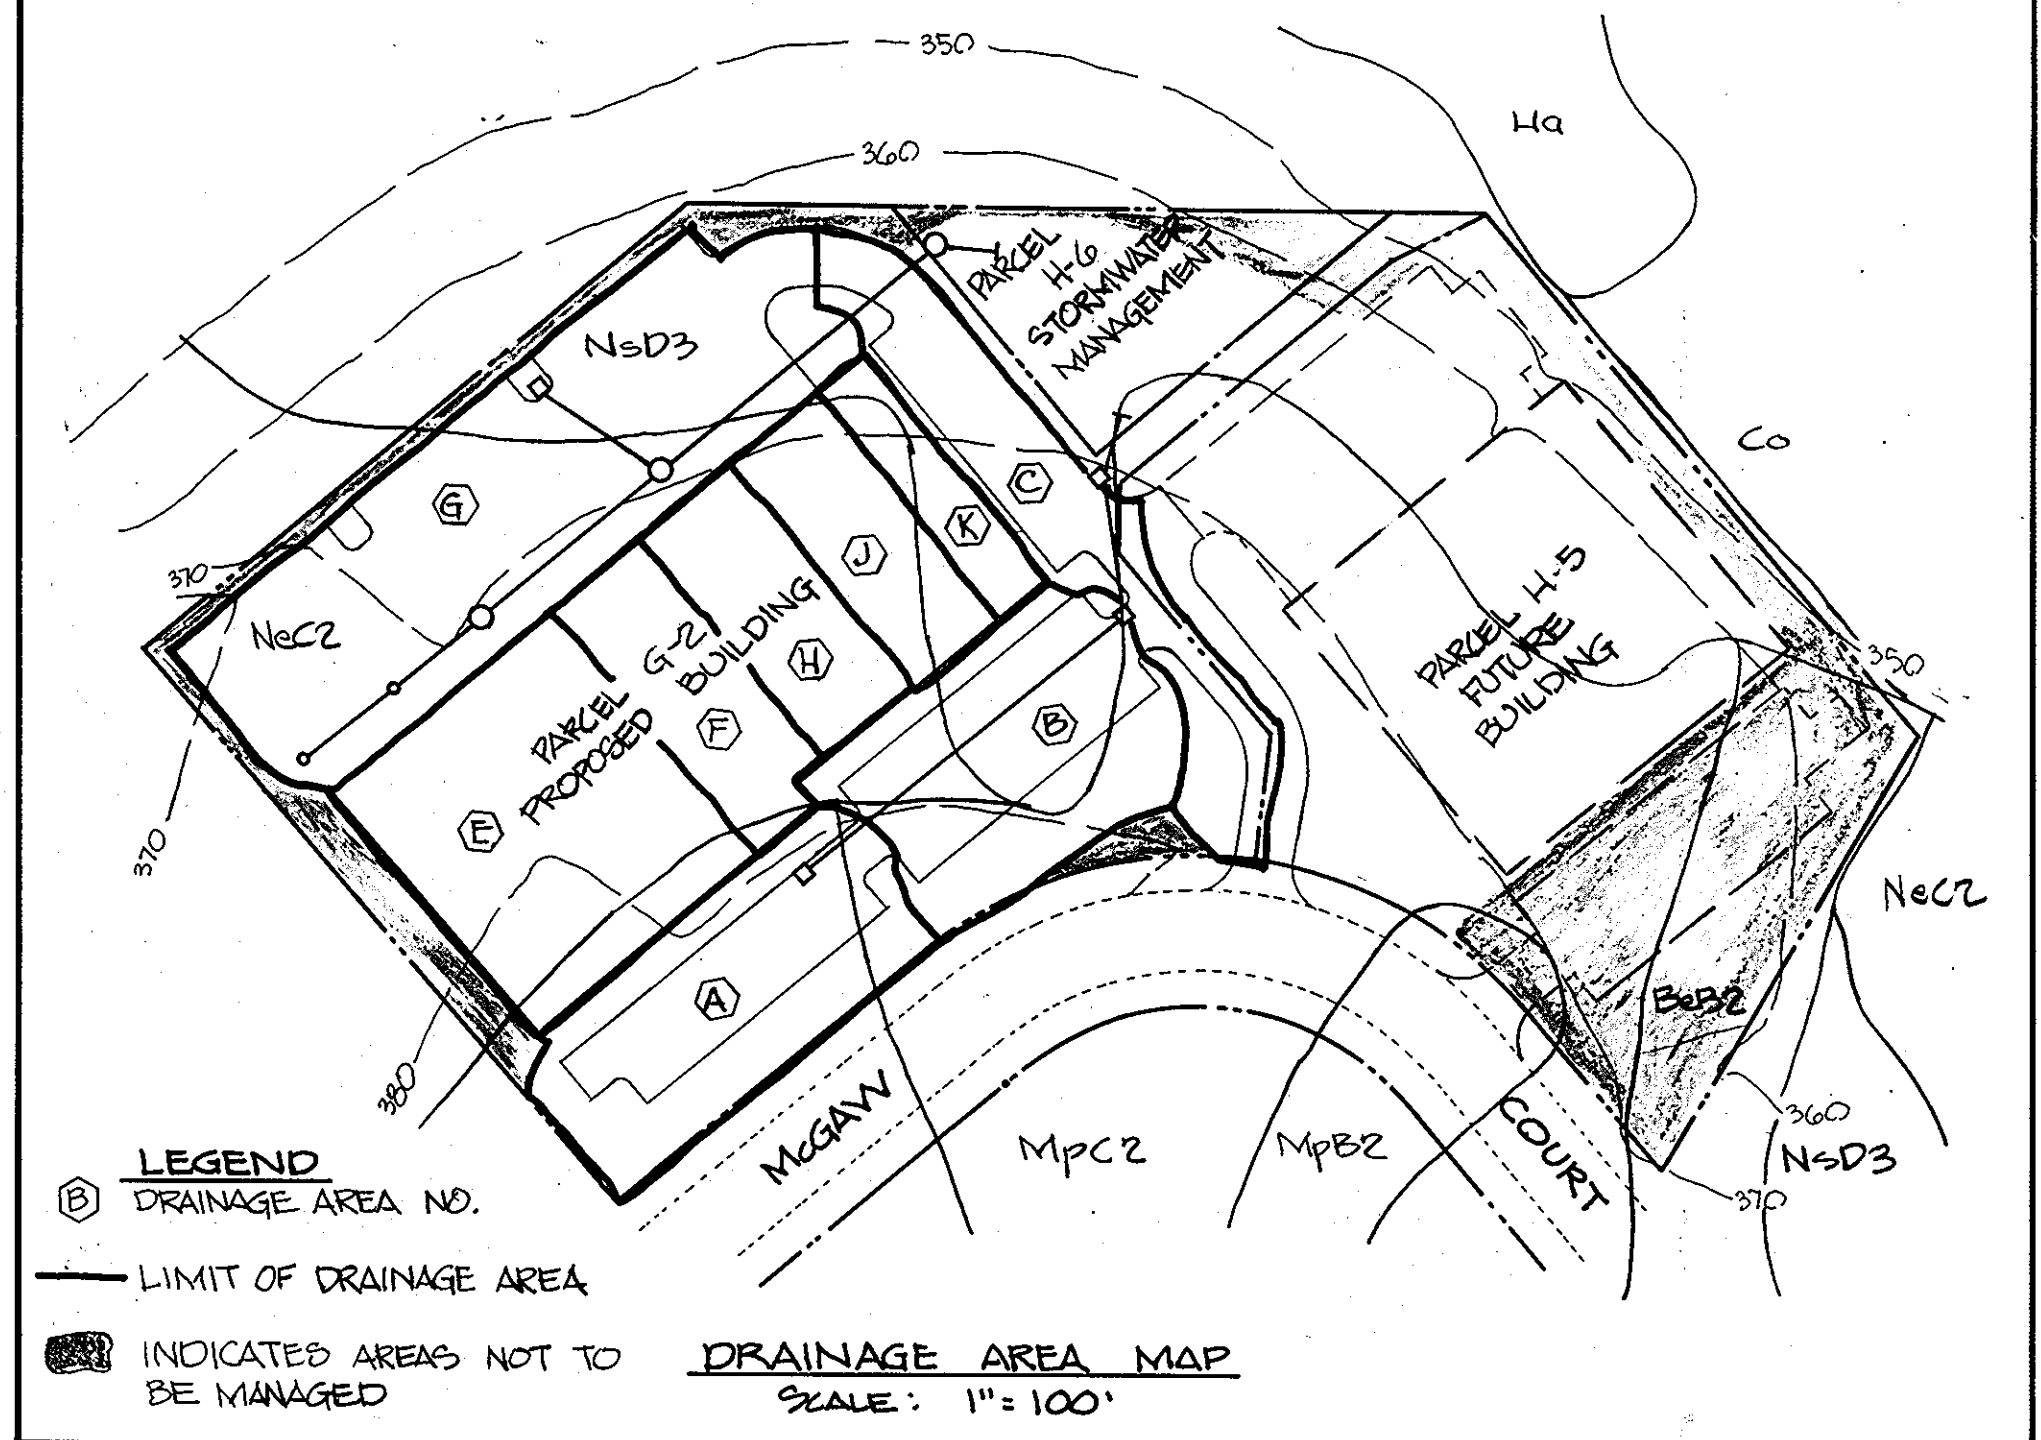 350
Ha
360
PARCEL
H-6
STORMWATER
MANAGEMENT
NsD3
Co
C
G
K
J
370
NeC2
PARCEL G-2
PROPOSED BUILDING
H
PARCEL H-5
FUTURE
BUILDING
350
F
B
E
370
NeC2
A
BeB2
380
McGAW
COURT
MpC2
MpB2
360
NsD3
370
LEGEND
B DRAINAGE AREA NO.
LIMIT OF DRAINAGE AREA
INDICATES AREAS NOT TO
BE MANAGED
DRAINAGE AREA MAP
SCALE: 1"=100'